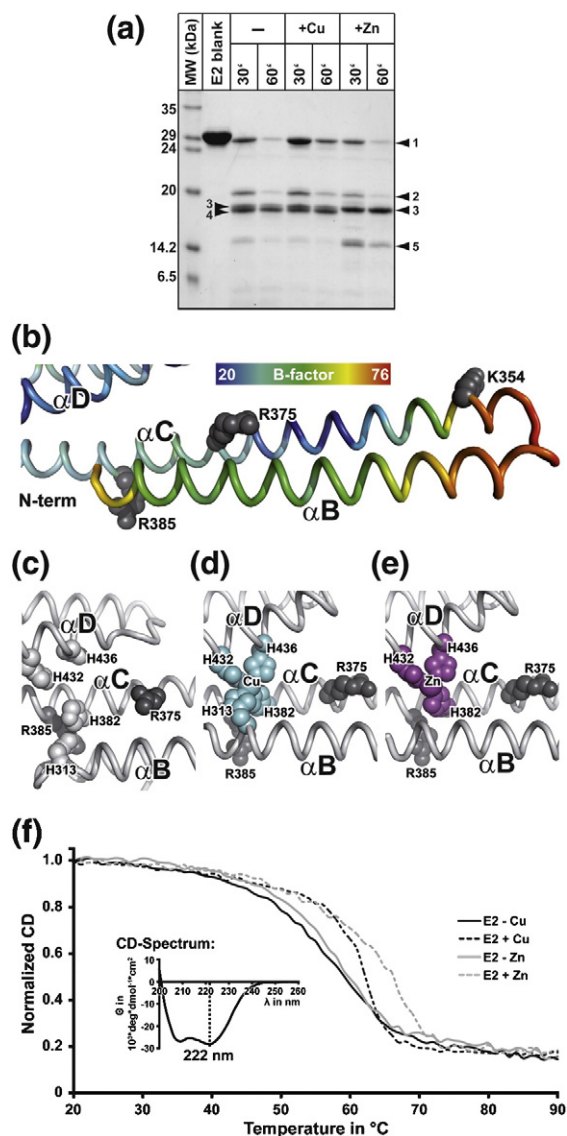 (a)
MW (kDa)
E2 blank
– +Cu +Zn
30‘ 60‘ 30‘ 60‘ 30‘ 60‘
35
29
24
20
14.2
6.5
3
4
1
2
3
5
(b)
20 B-factor 76
αD
K354
αC
R375
N-term
R385
αB
(c)
αD
H436
H432
αC
R385
H382
R375
H313
αB
(d)
αD
H436
H432
Cu
αC
R375
H313
H382
R385
αB
(e)
αD
H436
H432
Zn
αC
R375
H382
R385
αB
(f)
Normalized CD
1.0
0.8
0.6
0.4
0.2
0
E2 - Cu
E2 + Cu
E2 - Zn
E2 + Zn
CD-Spectrum:
10
0
-10
-20
-30
200 210 220 230 240 250 260
λ in nm
Θ in
222 nm
20 30 40 50 60 70 80 90
Temperature in °C